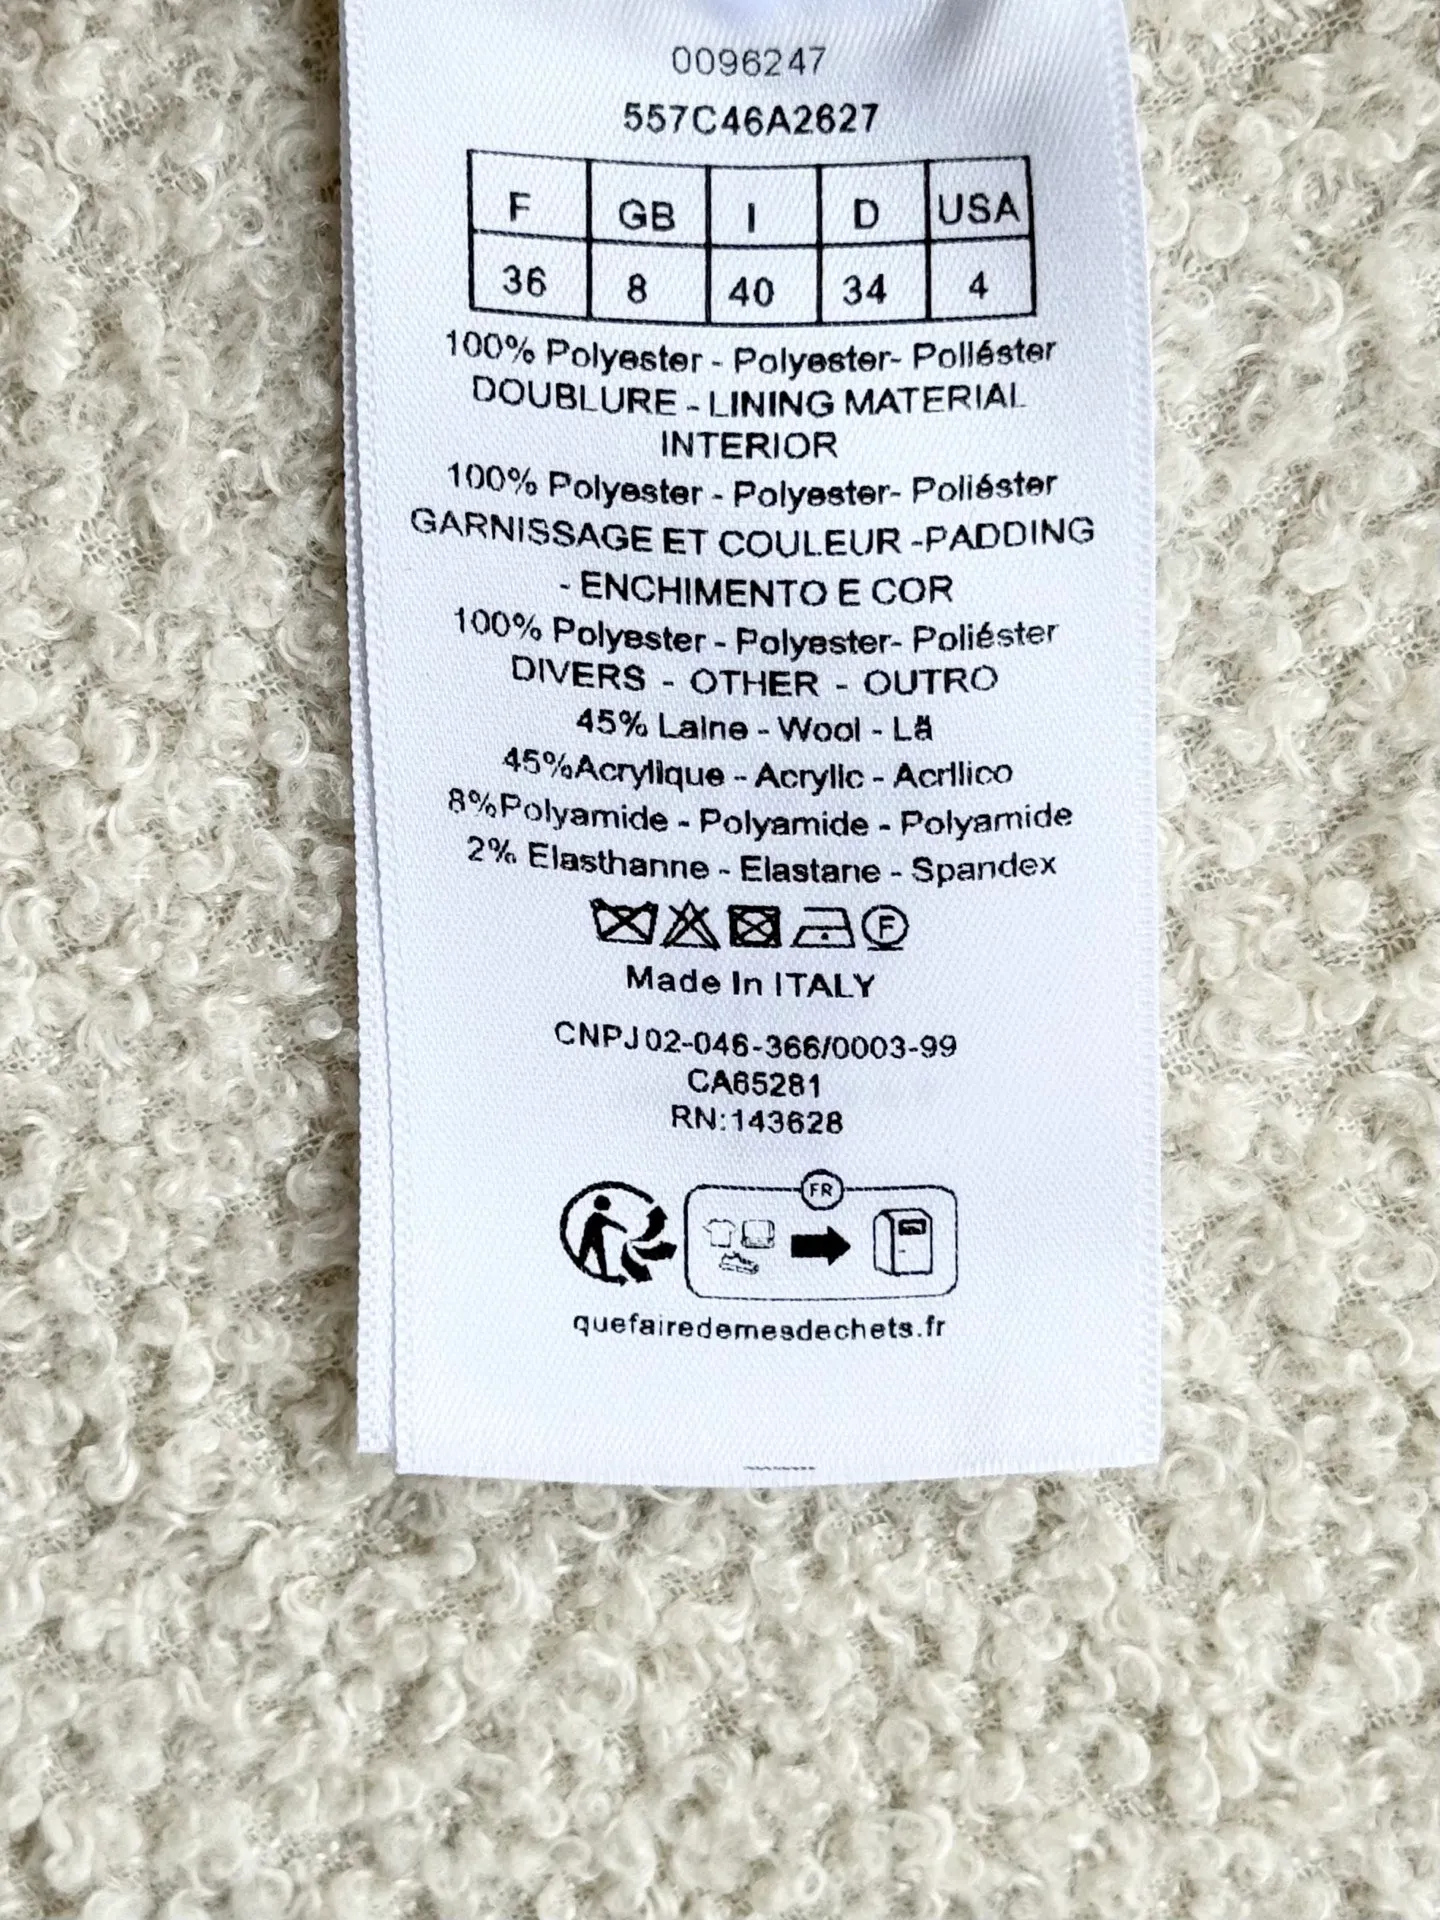 0096247
557C46A2627
F GB I D USA
36 8 40 34 4
100% Polyester - Polyester- Poliéster
DOUBLURE - LINING MATERIAL
INTERIOR
100% Polyester - Polyester- Poliéster
GARNISSAGE ET COULEUR -PADDING
- ENCHIMENTO E COR
100% Polyester - Polyester- Poliéster
DIVERS - OTHER - OUTRO
45% Laine - Wool - Lã
45%Acrylique - Acrylic - Acrílico
8%Polyamide - Polyamide - Polyamide
2% Elasthanne - Elastane - Spandex
F
Made In ITALY
CNPJ02-046-366/0003-99
CA65281
RN:143628
FR
quefairedemesdechets.fr